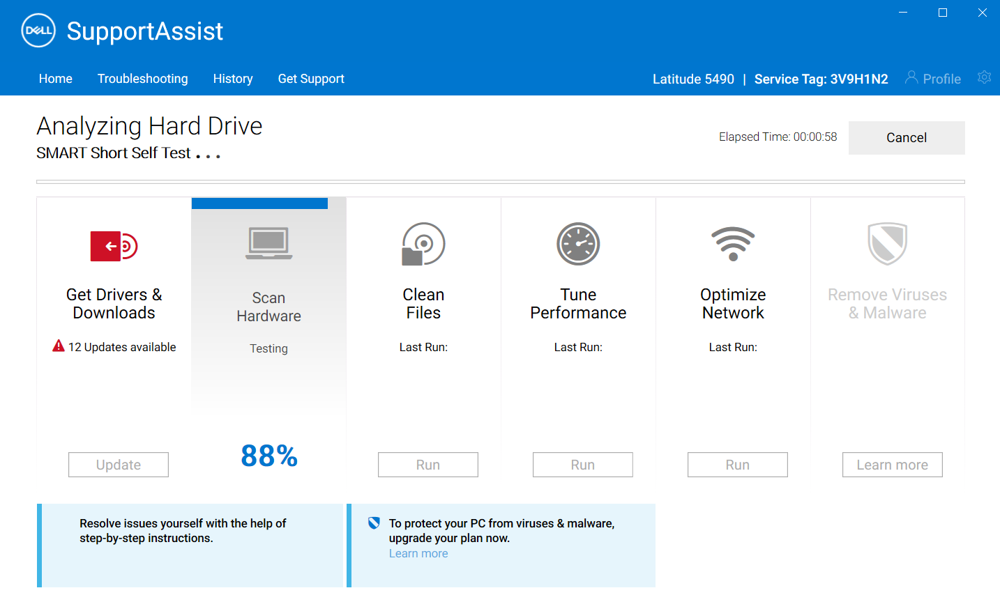 DELL SupportAssist
Home Troubleshooting History Get Support
Latitude 5490 | Service Tag: 3V9H1N2 Profile
Analyzing Hard Drive
SMART Short Self Test . . .
Elapsed Time: 00:00:58
Cancel
Get Drivers &
Downloads
12 Updates available
Update
Scan
Hardware
Testing
88%
Clean
Files
Last Run:
Run
Tune
Performance
Last Run:
Run
Optimize
Network
Last Run:
Run
Remove Viruses
& Malware
Learn more
Resolve issues yourself with the help of
step-by-step instructions.
To protect your PC from viruses & malware,
upgrade your plan now.
Learn more